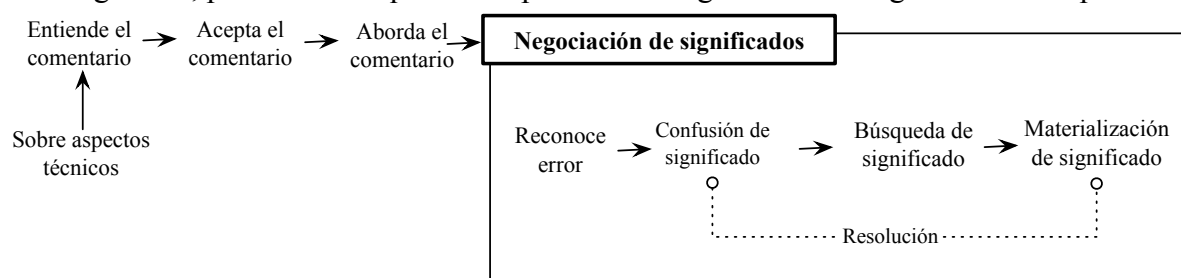 Entiende el
comentario
Acepta el
comentario
Aborda el
comentario
Negociación de significados
Sobre aspectos
técnicos
Reconoce
error
Confusión de
significado
Búsqueda de
significado
Materialización
de significado
Resolución